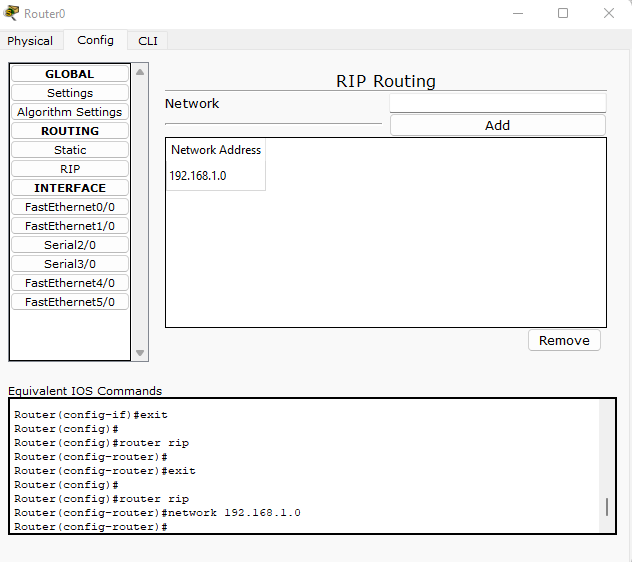 Router0
Physical Config CLI
GLOBAL
Settings
Algorithm Settings
ROUTING
Static
RIP
INTERFACE
FastEthernet0/0
FastEthernet1/0
Serial2/0
Serial3/0
FastEthernet4/0
FastEthernet5/0
RIP Routing
Network
Add
Network Address
192.168.1.0
Remove
Equivalent IOS Commands
Router(config-if)#exit
Router(config)#
Router(config)#router rip
Router(config-router)#
Router(config-router)#exit
Router(config)#
Router(config)#router rip
Router(config-router)#network 192.168.1.0
Router(config-router)#